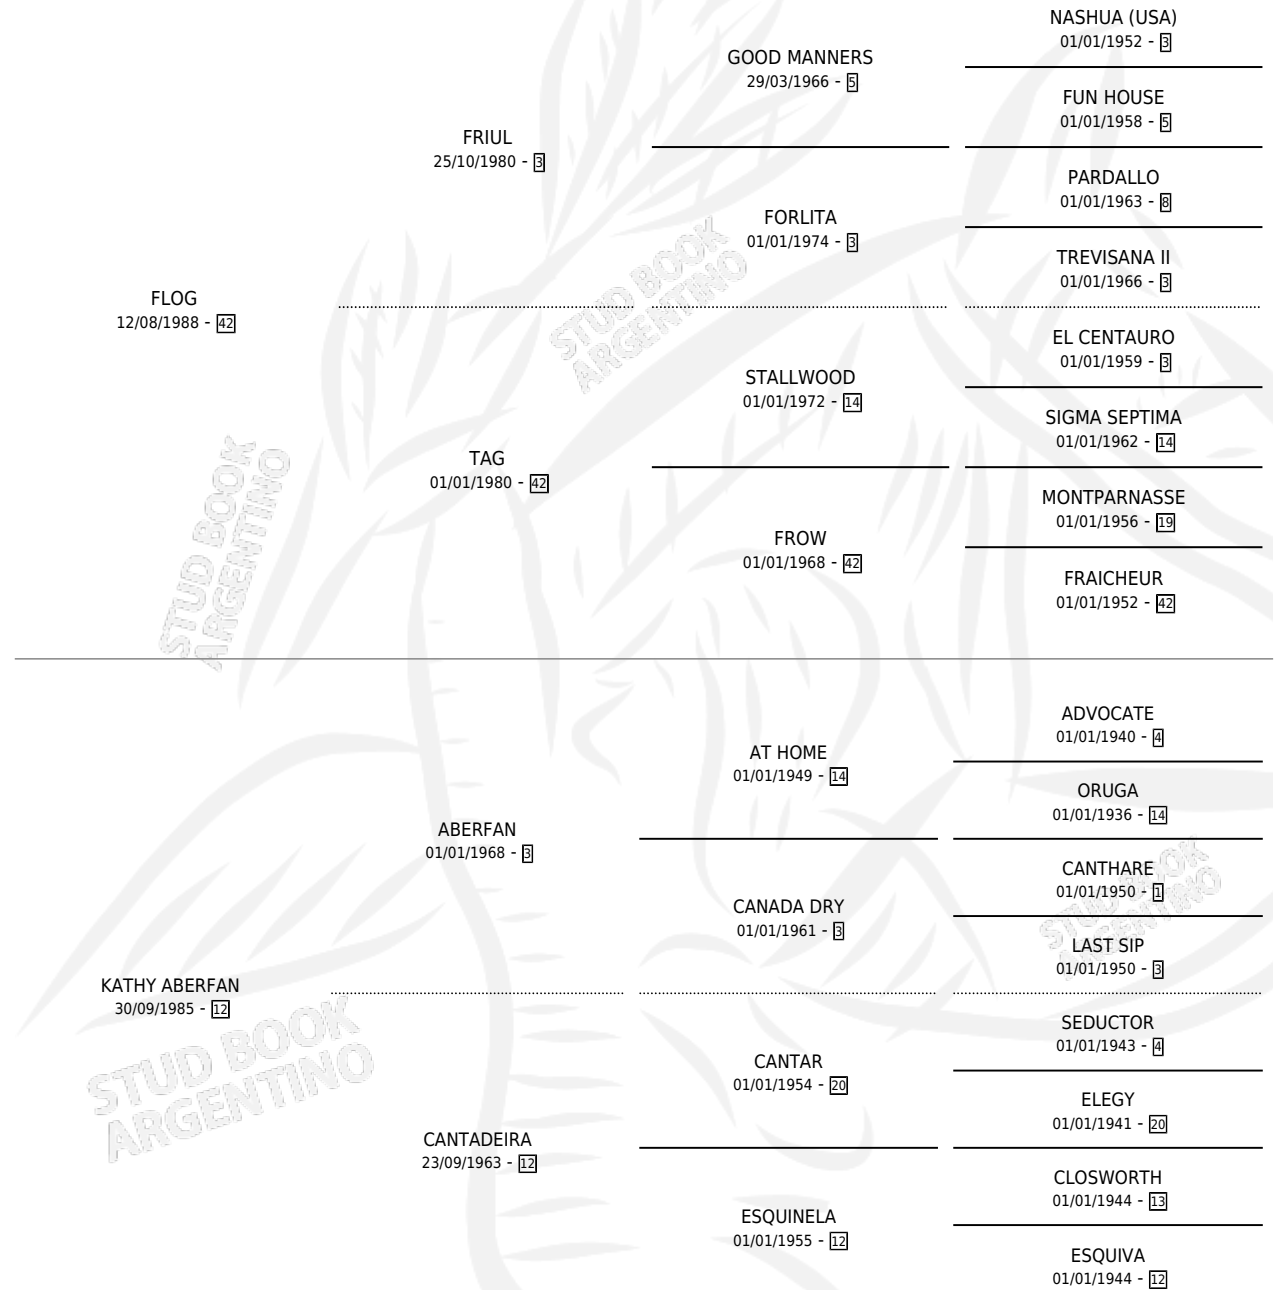 NASHUA (USA)
01/01/1952 - 3
GOOD MANNERS
29/03/1966 - 5
FUN HOUSE
01/01/1958 - 5
FRIUL
25/10/1980 - 3
PARDALLO
01/01/1963 - 8
FORLITA
01/01/1974 - 3
TREVISANA II
01/01/1966 - 3
FLOG
12/08/1988 - 42
EL CENTAURO
01/01/1959 - 3
STALLWOOD
01/01/1972 - 14
SIGMA SEPTIMA
01/01/1962 - 14
TAG
01/01/1980 - 42
MONTPARNASSE
01/01/1956 - 19
FROW
01/01/1968 - 42
FRAICHEUR
01/01/1952 - 42
ADVOCATE
01/01/1940 - 4
AT HOME
01/01/1949 - 14
ORUGA
01/01/1936 - 14
ABERFAN
01/01/1968 - 3
CANTHARE
01/01/1950 - 1
CANADA DRY
01/01/1961 - 3
LAST SIP
01/01/1950 - 3
KATHY ABERFAN
30/09/1985 - 12
SEDUCTOR
01/01/1943 - 4
CANTAR
01/01/1954 - 20
ELEGY
01/01/1941 - 20
CANTADEIRA
23/09/1963 - 12
CLOSWORTH
01/01/1944 - 13
ESQUINELA
01/01/1955 - 12
ESQUIVA
01/01/1944 - 12
STUD BOOK
ARGENTINO
STUD BOOK
ARGENTINO
STUD BOOK
ARGENTINO
STUD BOOK
ARGENTINO